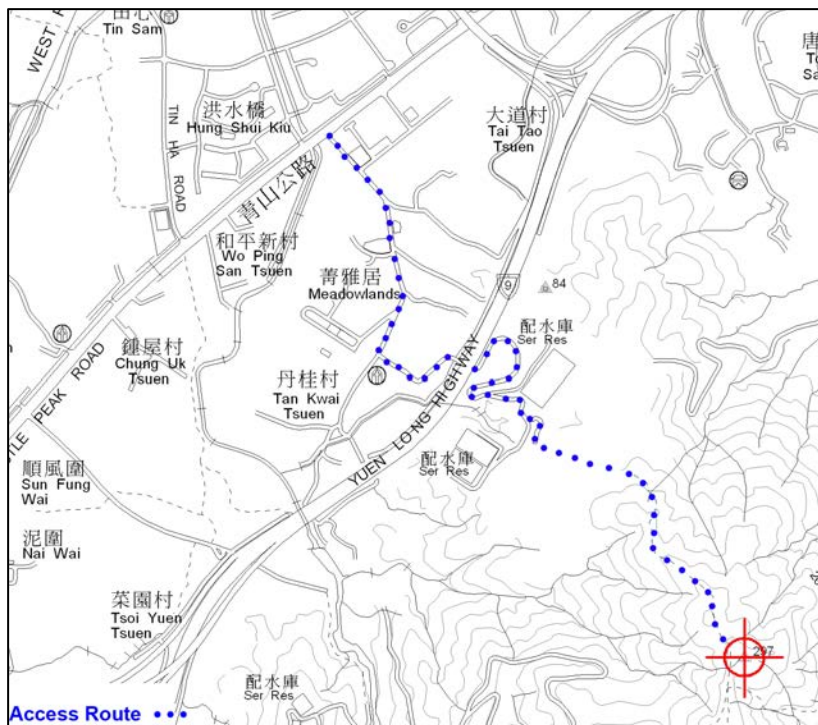 田心
Tin Sam
WEST
洪水橋
Hung Shui Kiu
TIN HA ROAD
大道村
Tai Tao
Tsuen
青山公路
和平新村
Wo Ping
San Tsuen
菁雅居
Meadowlands
9
84
配水庫
Ser Res
鍾屋村
Chung Uk
Tsuen
丹桂村
Tan Kwai
Tsuen
YUEN LONG HIGHWAY
PEAK ROAD
順風圍
Sun Fung
Wai
配水庫
Ser Res
泥圍
Nai Wai
菜園村
Tsoi Yuen
Tsuen
297
配水庫
Ser Res
Access Route